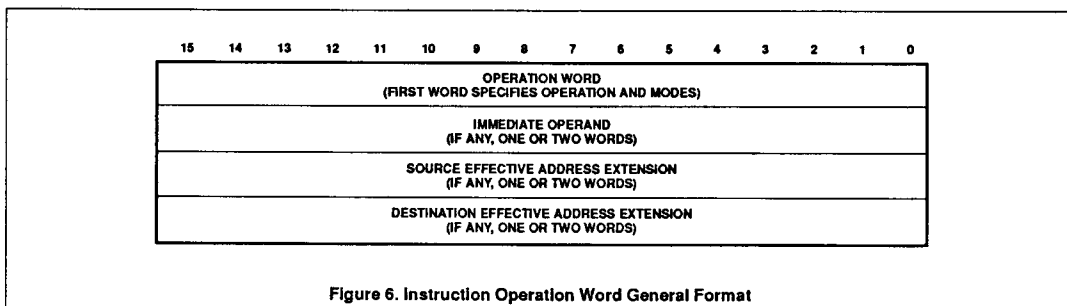 15 14 13 12 11 10 9 8 7 6 5 4 3 2 1 0
OPERATION WORD
(FIRST WORD SPECIFIES OPERATION AND MODES)
IMMEDIATE OPERAND
(IF ANY, ONE OR TWO WORDS)
SOURCE EFFECTIVE ADDRESS EXTENSION
(IF ANY, ONE OR TWO WORDS)
DESTINATION EFFECTIVE ADDRESS EXTENSION
(IF ANY, ONE OR TWO WORDS)
Figure 6. Instruction Operation Word General Format